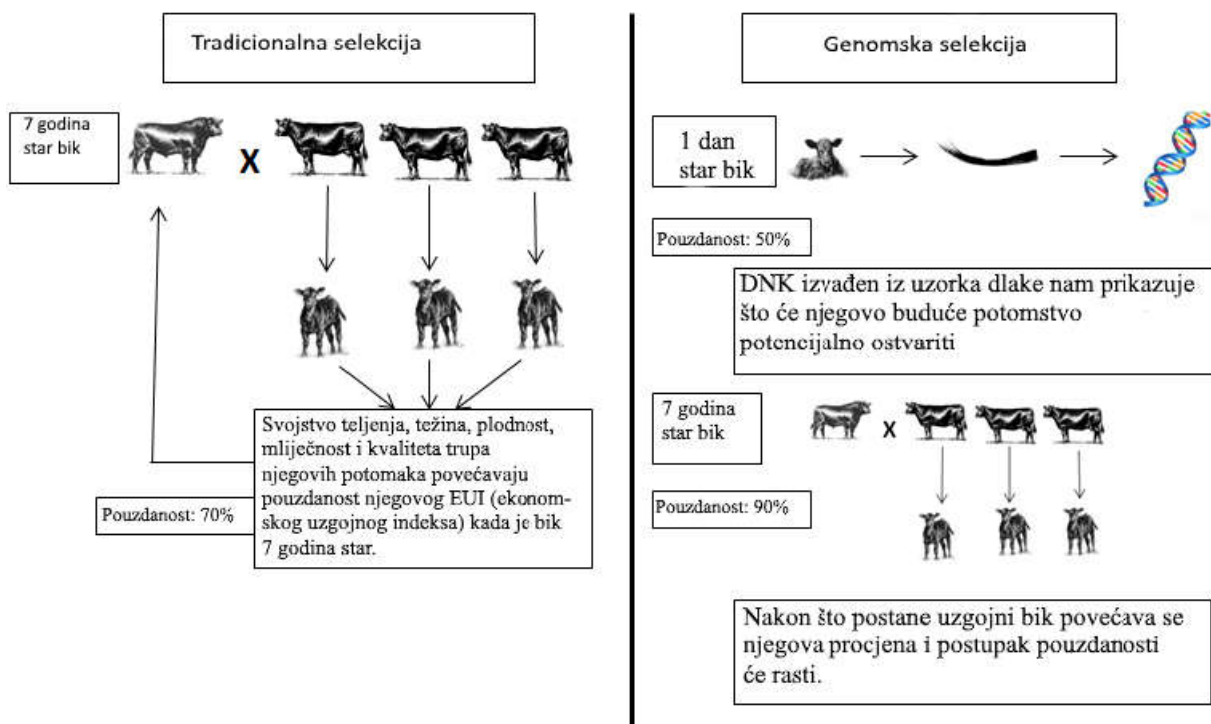 Tradicionalna selekcija
7 godina
star bik
X
Svojstvo teljenja, težina, plodnost,
mliječnost i kvaliteta trupa
njegovih potomaka povećavaju
pouzdanost njegovog EUI (ekonom-
skog uzgojnog indeksa) kada je bik
7 godina star.
Pouzdanost: 70%
Genomska selekcija
1 dan
star bik
Pouzdanost: 50%
DNK izvađen iz uzorka dlake nam prikazuje
što će njegovo buduće potomstvo
potencijalno ostvariti
7 godina
star bik
X
Pouzdanost: 90%
Nakon što postane uzgojni bik povećava se
njegova procjena i postupak pouzdanosti
će rasti.